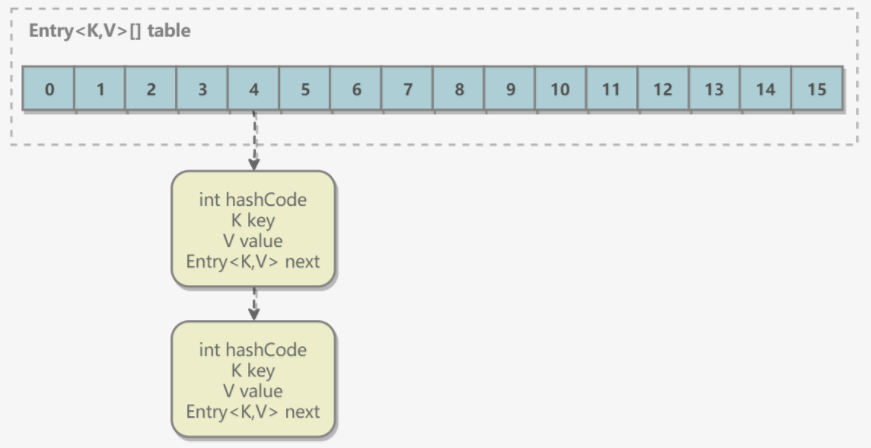 Entry<K,V>[] table
0 1 2 3 4 5 6 7 8 9 10 11 12 13 14 15
int hashCode
K key
V value
Entry<K,V> next
int hashCode
K key
V value
Entry<K,V> next